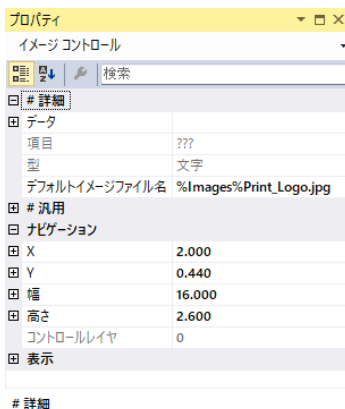 プロパティ
イメージ コントロール
検索
# 詳細
データ
項目 ???
型 文字
デフォルトイメージファイル名 %Images%Print_Logo.jpg
# 汎用
ナビゲーション
X 2.000
Y 0.440
幅 16.000
高さ 2.600
コントロールレイヤ 0
表示
# 詳細